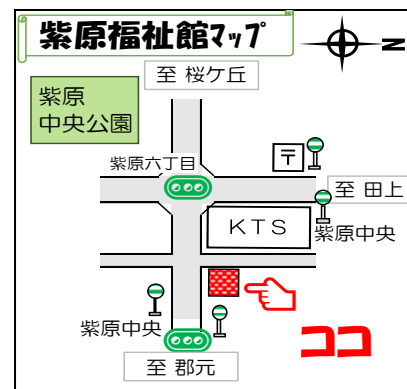 紫原福祉館マップ
N
至 桜ケ丘
紫原
中央公園
紫原六丁目
〒
至 田上
KTS
紫原中央
紫原中央
ココ
至 郡元